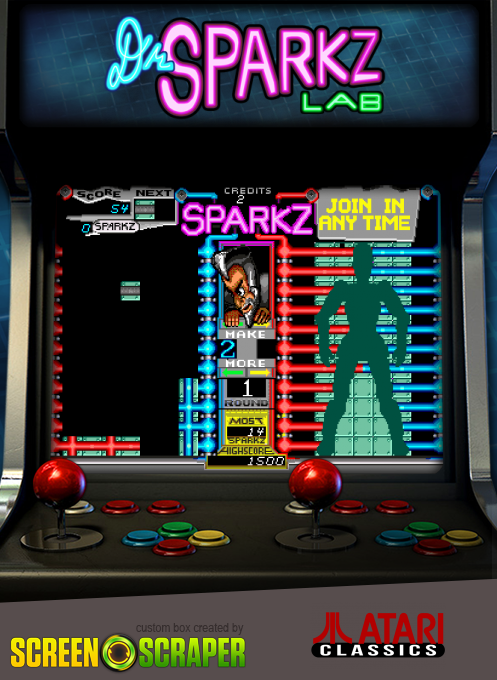 Dr.
SPARKZ
LAB
SCORE NEXT
54
0 SPARKZ
CREDITS
2
SPARKZ
JOIN IN
ANY TIME
MAKE
2
MORE
1
ROUND
MOST
14
SPARKZ
HIGHSCORE
1500
custom box created by
SCREEN SCRAPER
ATARI
CLASSICS